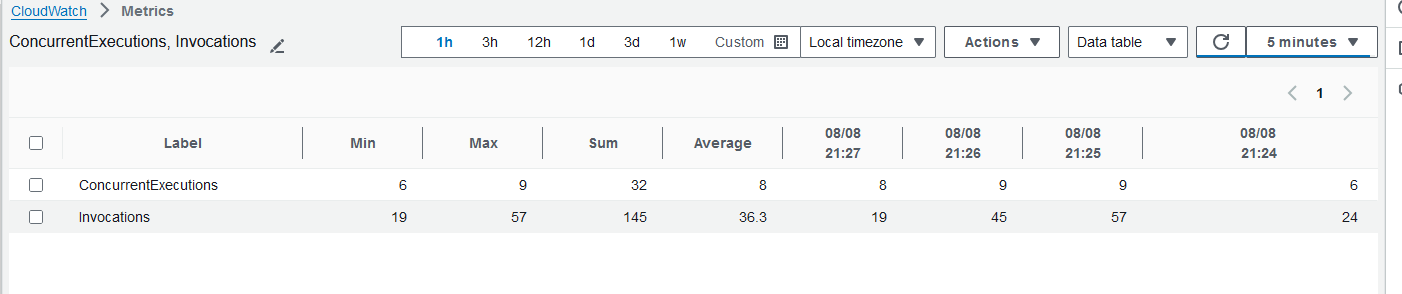 CloudWatch > Metrics
ConcurrentExecutions, Invocations
1h 3h 12h 1d 3d 1w Custom Local timezone Actions Data table 5 minutes
1
Label Min Max Sum Average 08/08 21:27 08/08 21:26 08/08 21:25 08/08 21:24
ConcurrentExecutions 6 9 32 8 8 9 9 6
Invocations 19 57 145 36.3 19 45 57 24